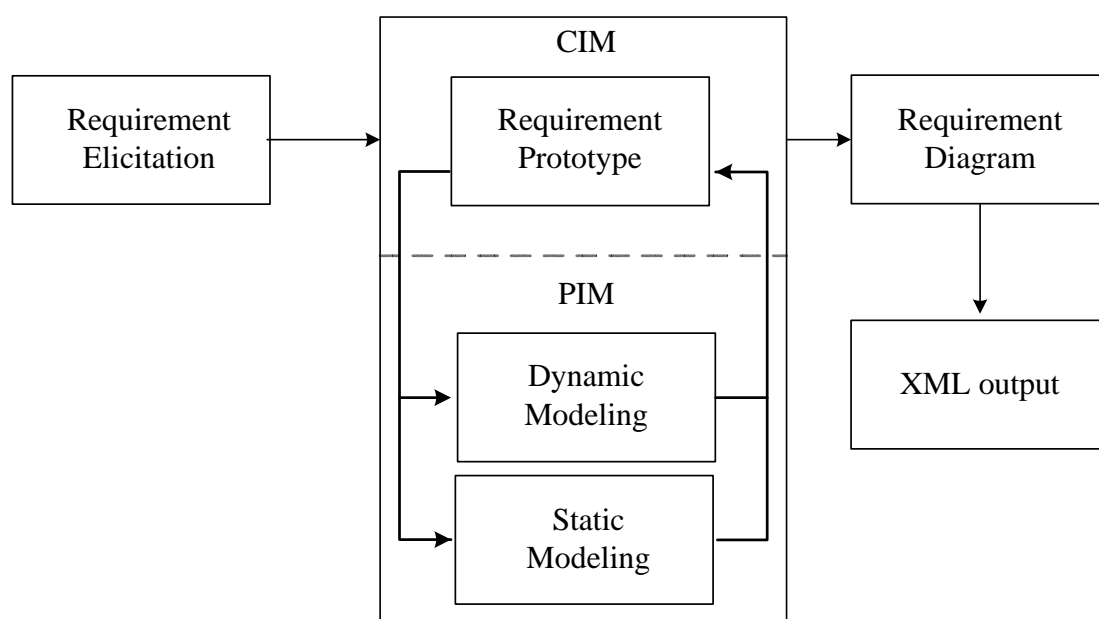 Requirement
Elicitation
CIM
Requirement
Prototype
PIM
Dynamic
Modeling
Static
Modeling
Requirement
Diagram
XML output